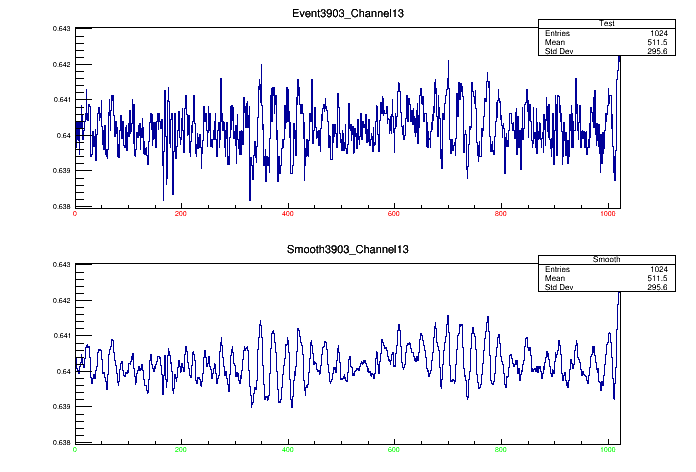 Event3903_Channel13
Test
Entries 1024
Mean 511.5
Std Dev 295.6
0.643
0.642
0.641
0.64
0.639
0.638
0 200 400 600 800 1000
Smooth3903_Channel13
Smooth
Entries 1024
Mean 511.5
Std Dev 295.6
0.643
0.642
0.641
0.64
0.639
0.638
0 200 400 600 800 1000